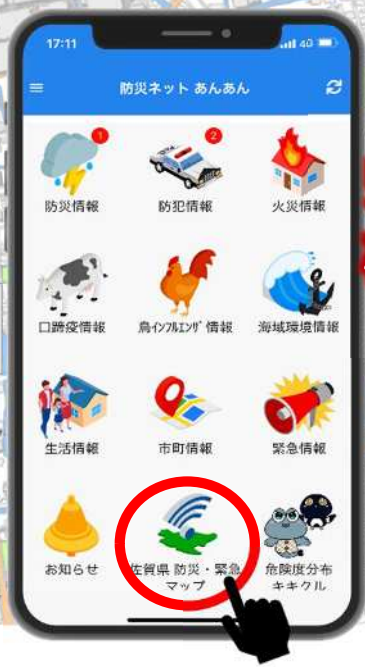 17:11
4G
防災ネット あんあん
1
2
防災情報
防犯情報
火災情報
口蹄疫情報
鳥インフルエンザ情報
海域環境情報
生活情報
市町情報
緊急情報
お知らせ
佐賀県 防災・緊急
マップ
危険度分布
キキクル